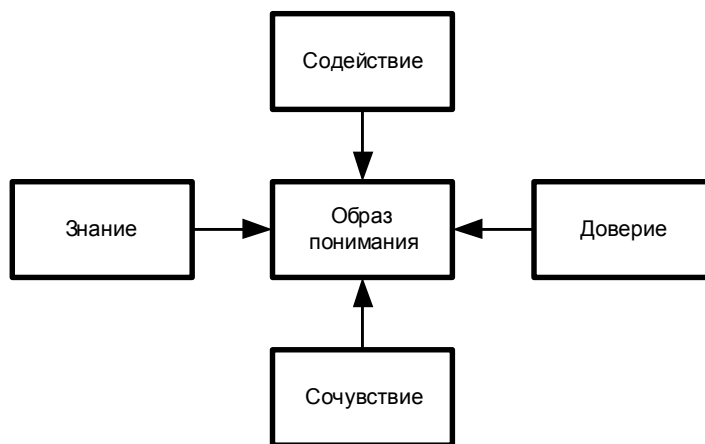 Содействие
Знание
Образ
понимания
Доверие
Сочувствие